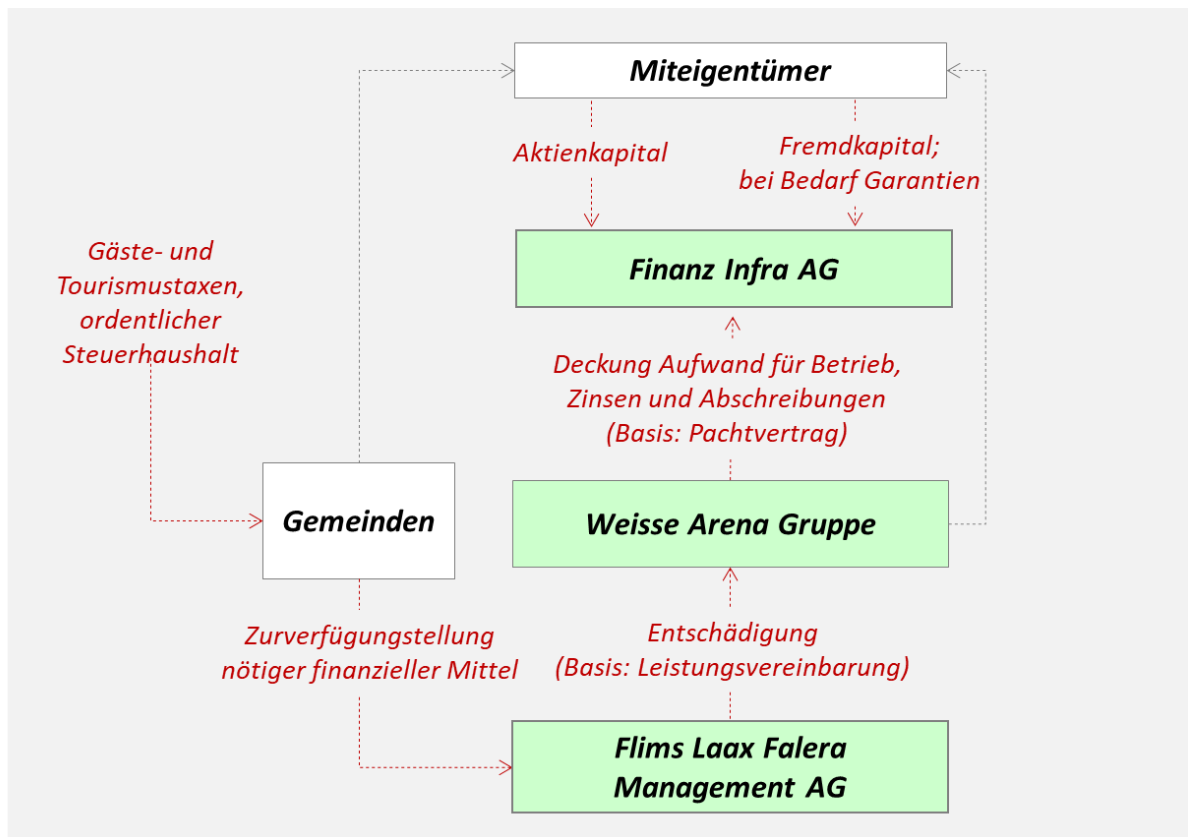 Miteigentümer
Aktienkapital
Fremdkapital;
bei Bedarf Garantien
Finanz Infra AG
Gäste- und
Tourismustaxen,
ordentlicher
Steuerhaushalt
Deckung Aufwand für Betrieb,
Zinsen und Abschreibungen
(Basis: Pachtvertrag)
Gemeinden
Weisse Arena Gruppe
Zurverfügungstellung
nötiger finanzieller Mittel
Entschädigung
(Basis: Leistungsvereinbarung)
Flims Laax Falera
Management AG